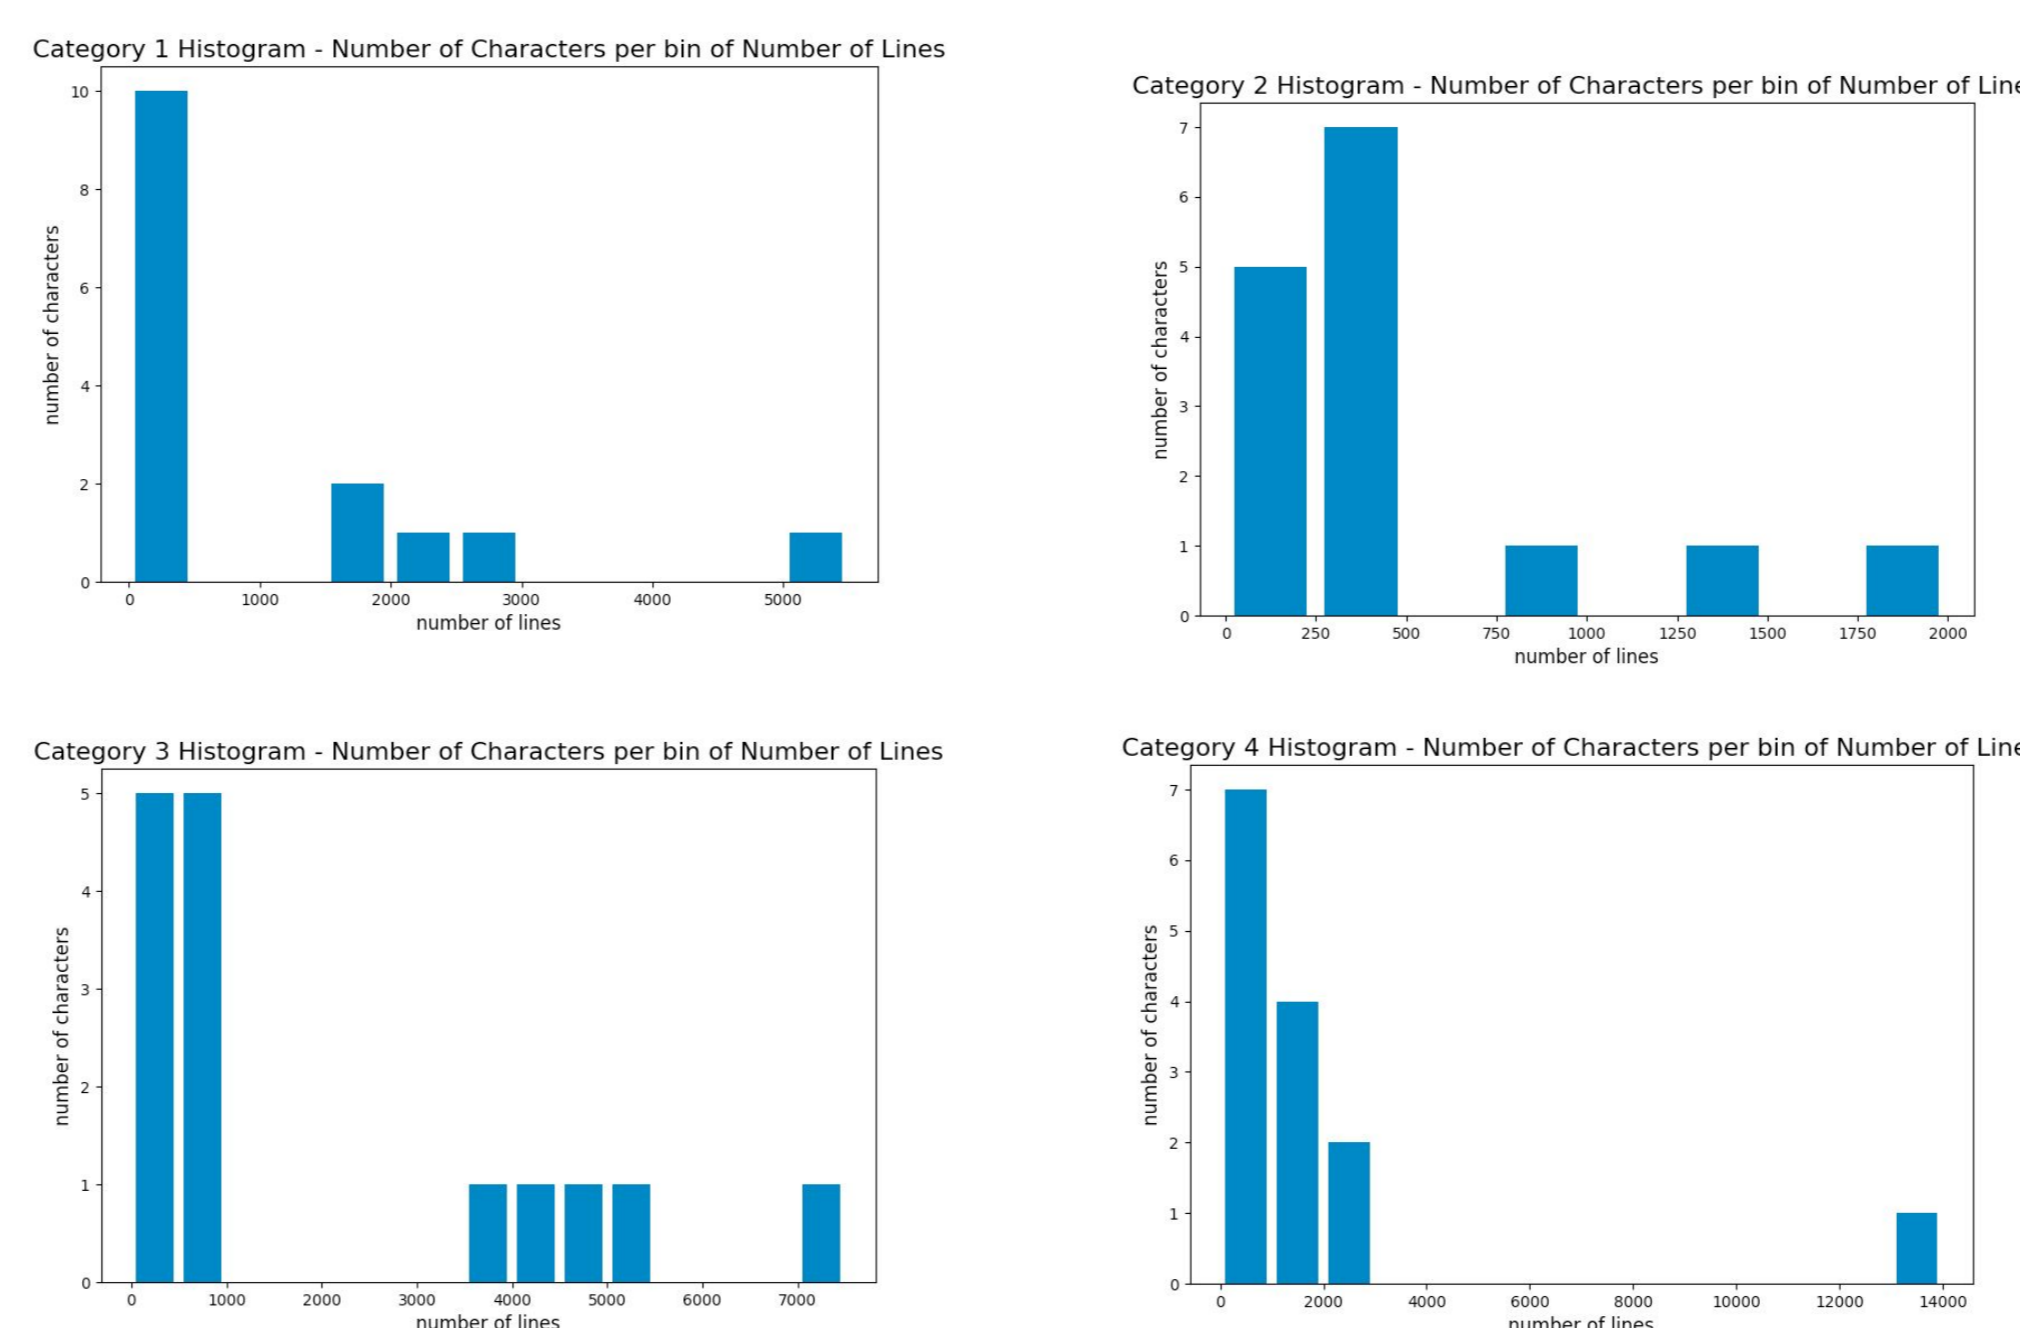 Category 1 Histogram - Number of Characters per bin of Number of Lines
10
8
6
4
2
0
number of characters
0 1000 2000 3000 4000 5000
number of lines
Category 2 Histogram - Number of Characters per bin of Number of Line
7
6
5
4
3
2
1
0
number of characters
0 250 500 750 1000 1250 1500 1750 2000
number of lines
Category 3 Histogram - Number of Characters per bin of Number of Lines
5
4
3
2
1
0
number of characters
0 1000 2000 3000 4000 5000 6000 7000
number of lines
Category 4 Histogram - Number of Characters per bin of Number of Line
7
6
5
4
3
2
1
0
number of characters
0 2000 4000 6000 8000 10000 12000 14000
number of lines